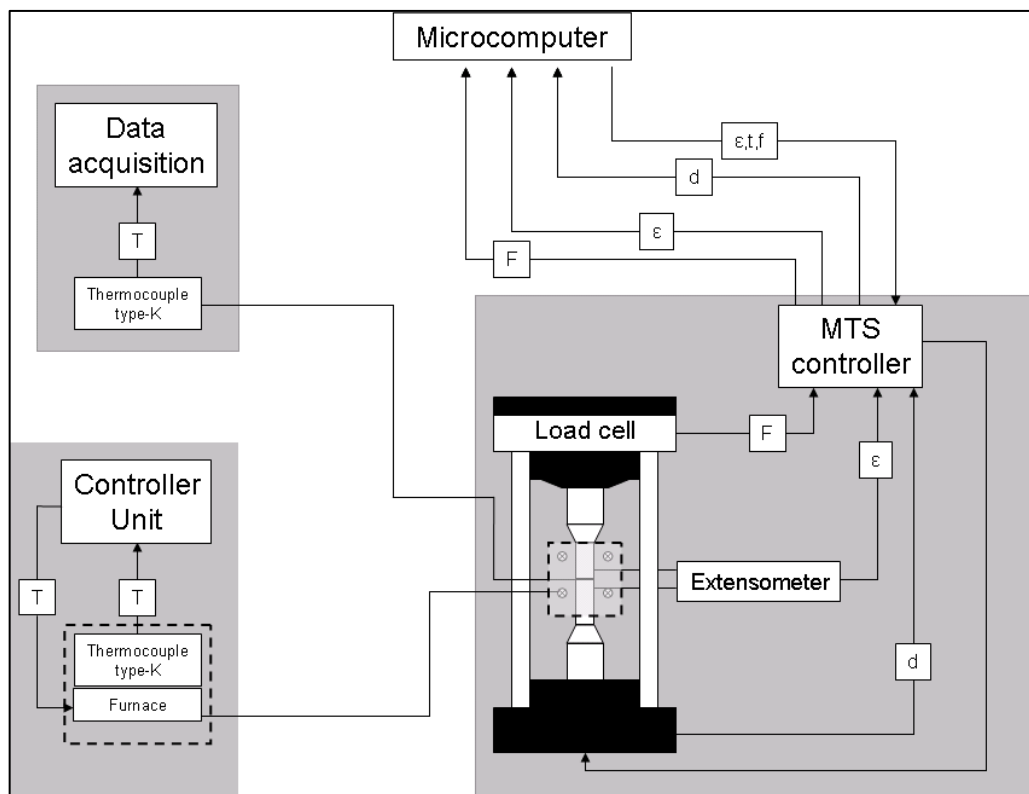 Microcomputer
Data
acquisition
T
Thermocouple
type-K
ε,t,f
d
ε
F
MTS
controller
Load cell
F
ε
Extensometer
d
Controller
Unit
T
T
Thermocouple
type-K
Furnace